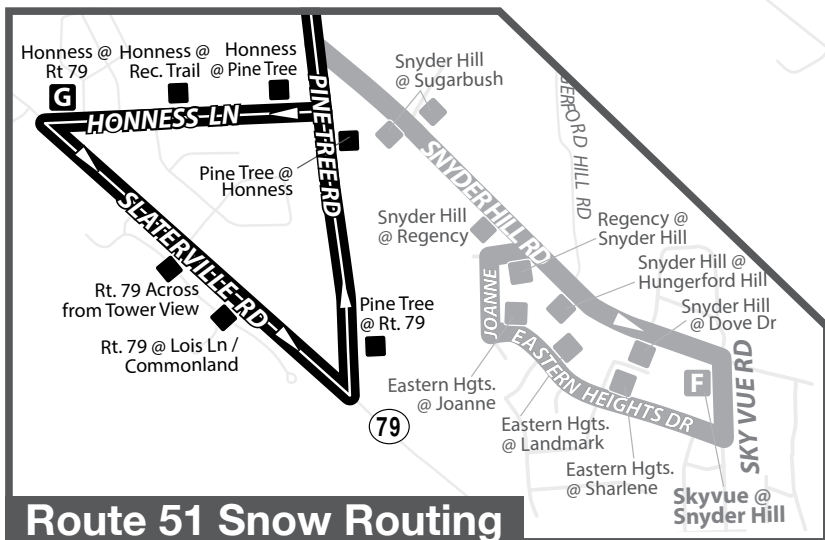 Honness @
Rt 79
Honness @
Rec. Trail
Honness
@ Pine Tree
G
HONNESS LN
PINE TREE RD
Pine Tree @
Honness
SLATERVILLE RD
Rt. 79 Across
from Tower View
Rt. 79 @ Lois Ln /
Commonland
Pine Tree
@ Rt. 79
79
Snyder Hill
@ Sugarbush
SNYDER HILL RD
GERFORD HILL RD
Snyder Hill
@ Regency
Regency @
Snyder Hill
Snyder Hill @
Hungerford Hill
Snyder Hill
@ Dove Dr
JOANNE
EASTERN HEIGHTS DR
F
SKY VUE RD
Eastern Hgts.
@ Joanne
Eastern Hgts.
@ Landmark
Eastern Hgts.
@ Sharlene
Skyvue @
Snyder Hill
Route 51 Snow Routing